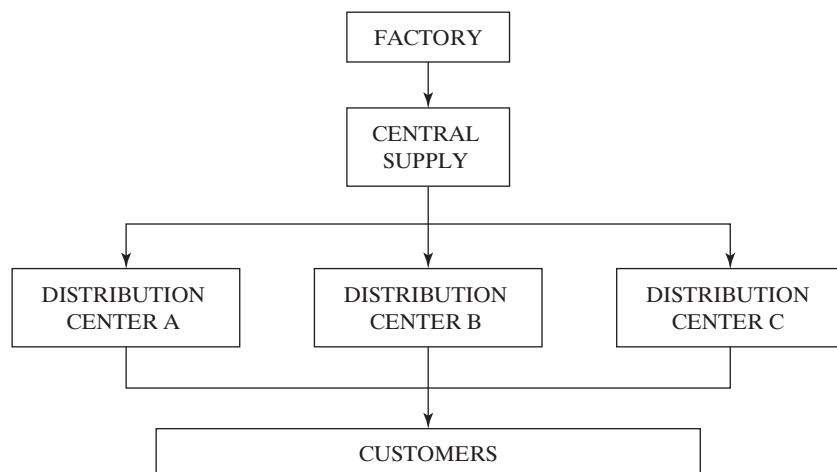 FACTORY
CENTRAL
SUPPLY
DISTRIBUTION
CENTER A
DISTRIBUTION
CENTER B
DISTRIBUTION
CENTER C
CUSTOMERS